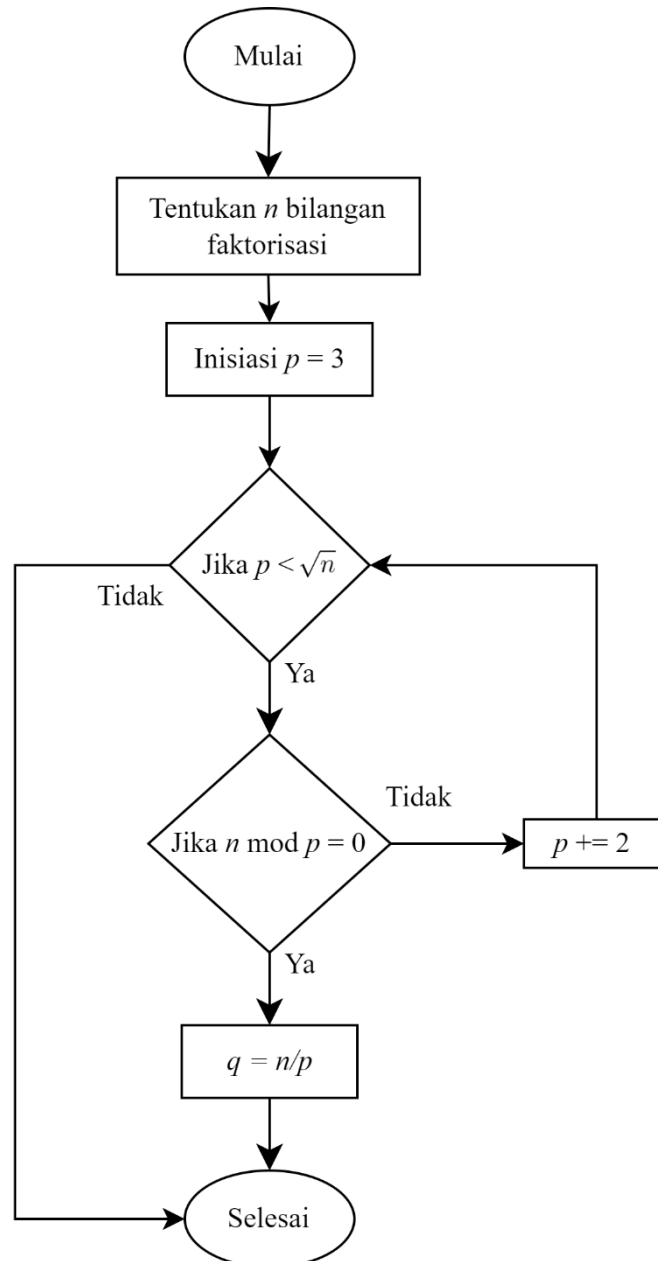 Mulai
Tentukan n bilangan
faktorisasi
Inisiasi p = 3
Jika p < √n
Tidak
Ya
Tidak
Jika n mod p = 0
p += 2
Ya
q = n/p
Selesai